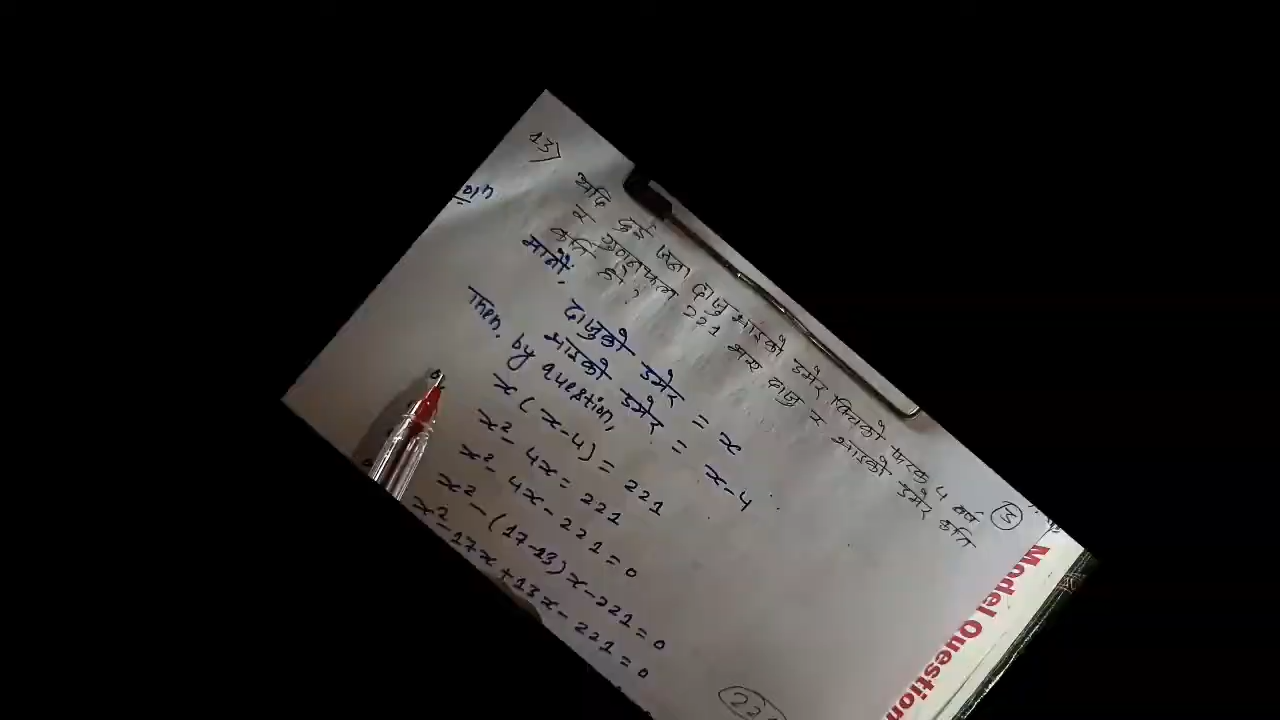 13)
यदि दुई जना दाजुभाइको उमेर बिचको फरक 4 वर्ष
र गुणनफल 221 भए दाजु र भाइको उमेर कति
कति हो?
soln
मानौं,
दाजुको उमेर = x
भाइको उमेर = x-4
Then, by question,
x(x-4) = 221
x² - 4x = 221
x² - 4x - 221 = 0
x² - (17-13)x - 221 = 0
x² - 17x + 13x - 221 = 0
13
Model Question